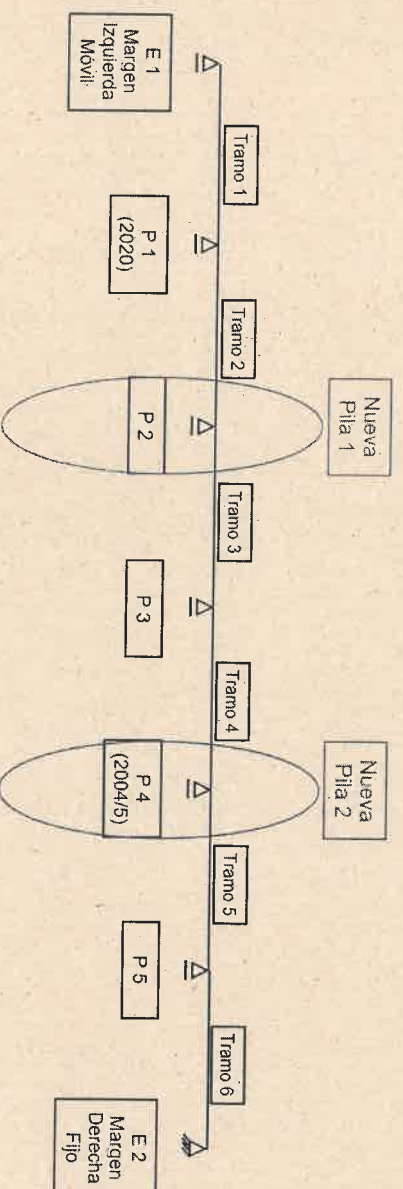 Nueva
Pila 1
Nueva
Pila 2
Tramo 1
Tramo 2
Tramo 3
Tramo 4
Tramo 5
Tramo 6
E 1
Margen
Izquierda
Móvil
P 1
(2020)
P 2
P 3
P 4
(2004/5)
P 5
E 2
Margen
Derecha
Fijo